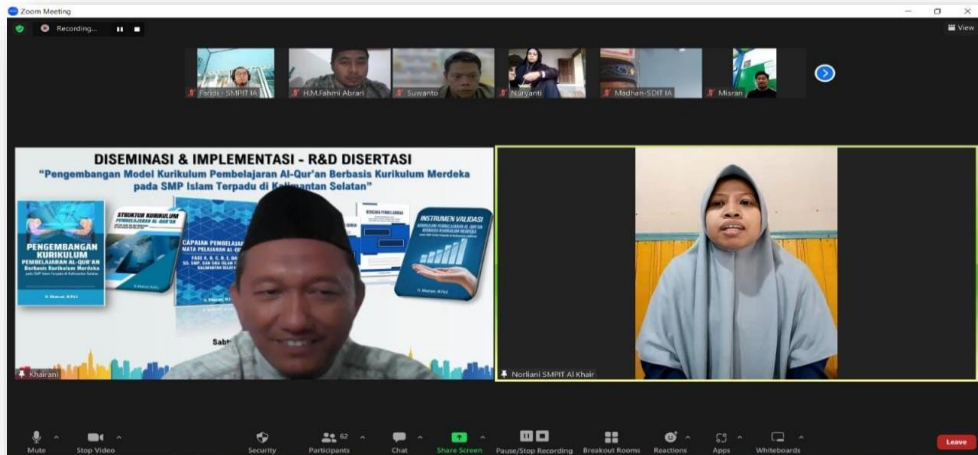 Zoom Meeting
Recording...
View
Faridi - SMPIT IA
H.M.Fahmi Abrari
Suwanto
Nuryanti
Madhan-SDIT IA
Misran
DISEMINASI & IMPLEMENTASI - R&D DISERTASI
"Pengembangan Model Kurikulum Pembelajaran Al-Qur'an Berbasis Kurikulum Merdeka
pada SMP Islam Terpadu di Kalimantan Selatan"
PENGEMBANGAN
KURIKULUM
PEMBELAJARAN AL-QUR'AN
Berbasis Kurikulum Merdeka
STRUKTUR KURIKULUM
PEMBELAJARAN AL-QUR'AN
CAPAIAN PEMBELAJAR
MATA PELAJARAN AL-Q
FASE A, B, C, D, E, 
INSTRUMEN VALIDASI
Sabt
Khairani
Norliani SMPIT Al Khair
Mute
Stop Video
Security
Participants
62
Chat
Share Screen
Pause/Stop Recording
Breakout Rooms
Reactions
Apps
Whiteboards
Leave